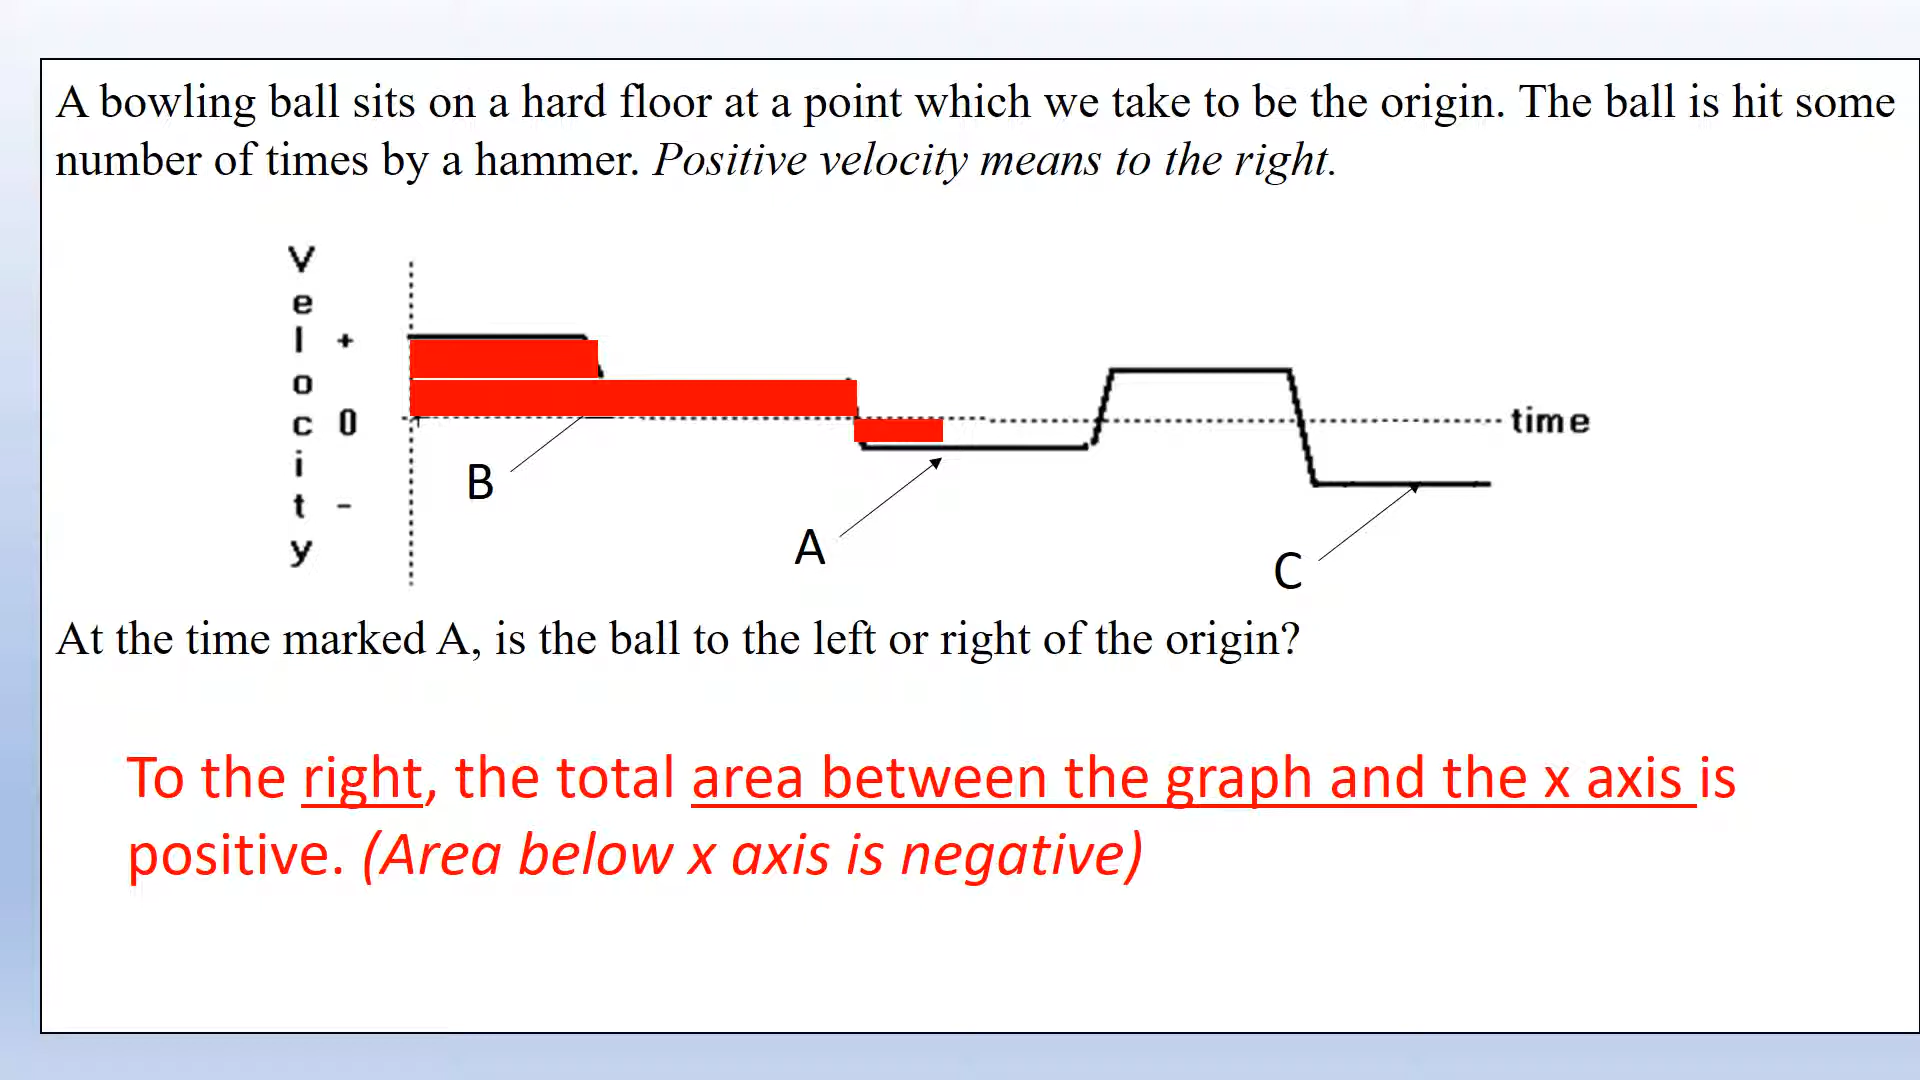 A bowling ball sits on a hard floor at a point which we take to be the origin. The ball is hit some
number of times by a hammer. Positive velocity means to the right.
Velocity
+
0
-
time
B
A
C
At the time marked A, is the ball to the left or right of the origin?
To the right, the total area between the graph and the x axis is
positive. (Area below x axis is negative)